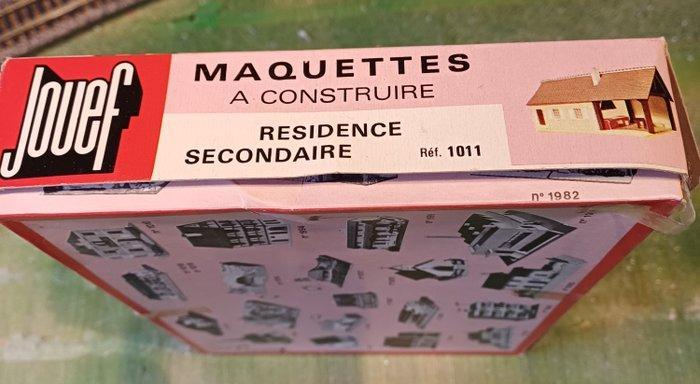 Jouef
MAQUETTES
A CONSTRUIRE
RESIDENCE
SECONDAIRE Réf. 1011
n° 1982